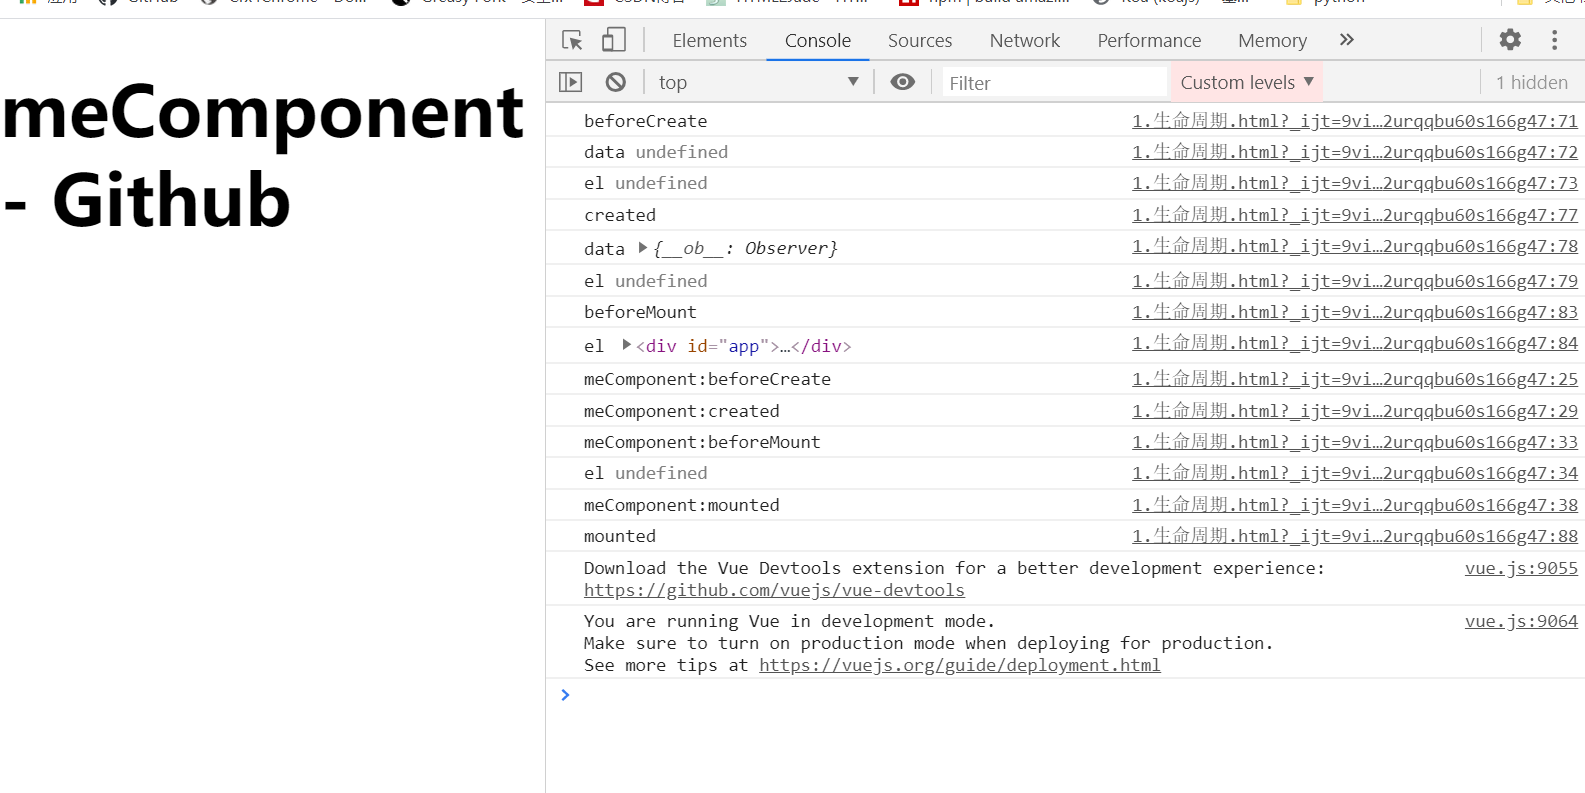 meComponent
- Github
Elements Console Sources Network Performance Memory
top Filter Custom levels ▼ 1 hidden
beforeCreate 1.生命周期.html?_ijt=9vi…2urqqbu60s166g47:71
data undefined 1.生命周期.html?_ijt=9vi…2urqqbu60s166g47:72
el undefined 1.生命周期.html?_ijt=9vi…2urqqbu60s166g47:73
created 1.生命周期.html?_ijt=9vi…2urqqbu60s166g47:77
data ▶{__ob__: Observer} 1.生命周期.html?_ijt=9vi…2urqqbu60s166g47:78
el undefined 1.生命周期.html?_ijt=9vi…2urqqbu60s166g47:79
beforeMount 1.生命周期.html?_ijt=9vi…2urqqbu60s166g47:83
el ▶<div id="app">…</div> 1.生命周期.html?_ijt=9vi…2urqqbu60s166g47:84
meComponent:beforeCreate 1.生命周期.html?_ijt=9vi…2urqqbu60s166g47:25
meComponent:created 1.生命周期.html?_ijt=9vi…2urqqbu60s166g47:29
meComponent:beforeMount 1.生命周期.html?_ijt=9vi…2urqqbu60s166g47:33
el undefined 1.生命周期.html?_ijt=9vi…2urqqbu60s166g47:34
meComponent:mounted 1.生命周期.html?_ijt=9vi…2urqqbu60s166g47:38
mounted 1.生命周期.html?_ijt=9vi…2urqqbu60s166g47:88
Download the Vue Devtools extension for a better development experience: vue.js:9055
https://github.com/vuejs/vue-devtools
You are running Vue in development mode. vue.js:9064
Make sure to turn on production mode when deploying for production.
See more tips at https://vuejs.org/guide/deployment.html